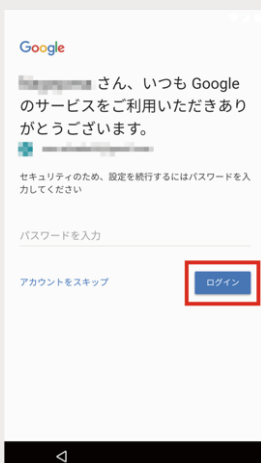 Google
さん、いつも Google
のサービスをご利用いただきあり
がとうございます。
セキュリティのため、設定を続行するにはパスワードを入
力してください
パスワードを入力
アカウントをスキップ
ログイン